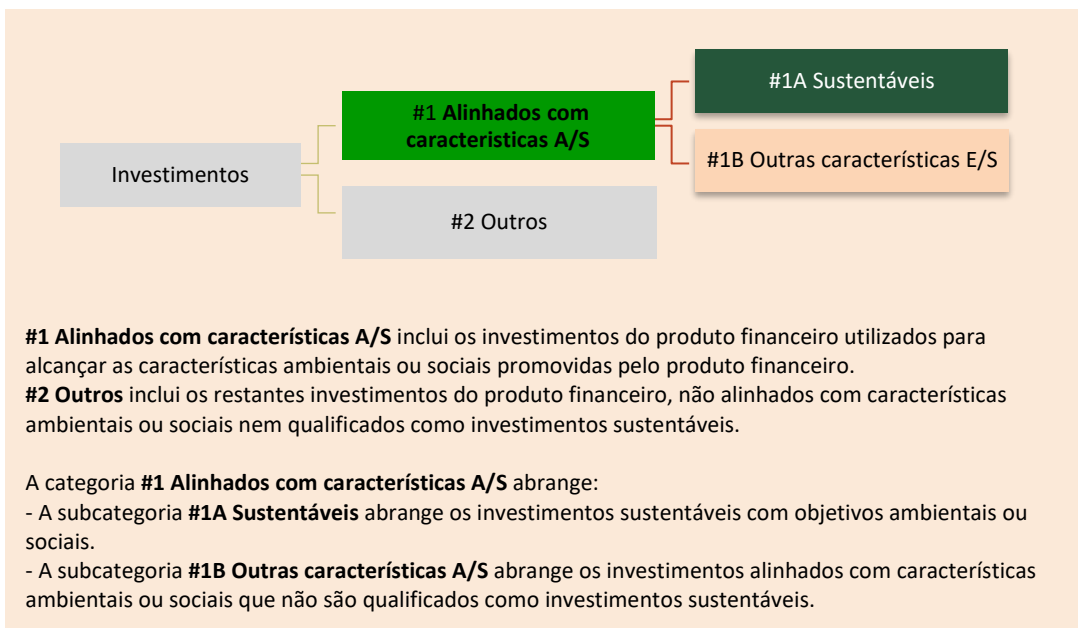 #1A Sustentáveis
#1 Alinhados com
caracteristicas A/S
#1B Outras características E/S
Investimentos
#2 Outros
#1 Alinhados com características A/S inclui os investimentos do produto financeiro utilizados para
alcançar as características ambientais ou sociais promovidas pelo produto financeiro.
#2 Outros inclui os restantes investimentos do produto financeiro, não alinhados com características
ambientais ou sociais nem qualificados como investimentos sustentáveis.
A categoria #1 Alinhados com características A/S abrange:
- A subcategoria #1A Sustentáveis abrange os investimentos sustentáveis com objetivos ambientais ou
sociais.
- A subcategoria #1B Outras características A/S abrange os investimentos alinhados com características
ambientais ou sociais que não são qualificados como investimentos sustentáveis.